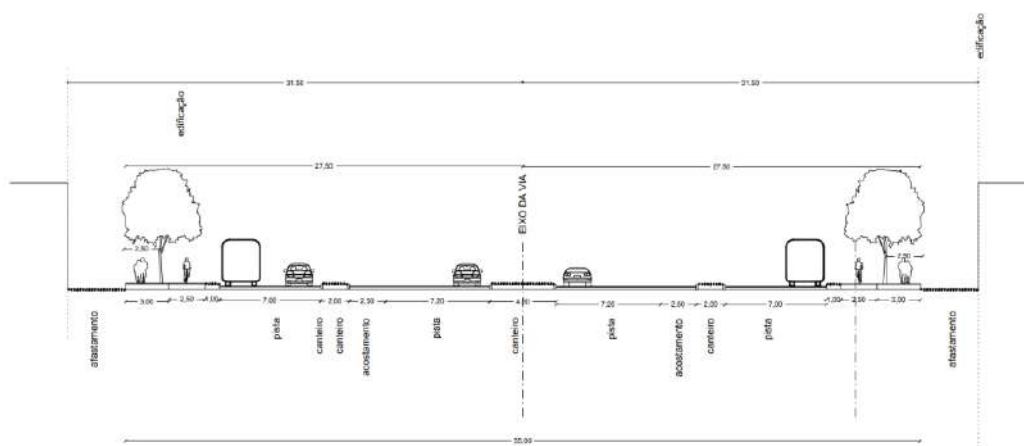 edificação
31,50
31,50
edificação
27,50
27,50
EIXO DA VIA
2,50
2,50
3,00
2,50
1,00
7,00
2,00
2,50
7,20
7,20
2,50
2,00
7,00
1,00
2,50
3,00
afastamento
pista
canteiro
canteiro
acostamento
pista
canteiro
pista
acostamento
canteiro
pista
afastamento
55,00